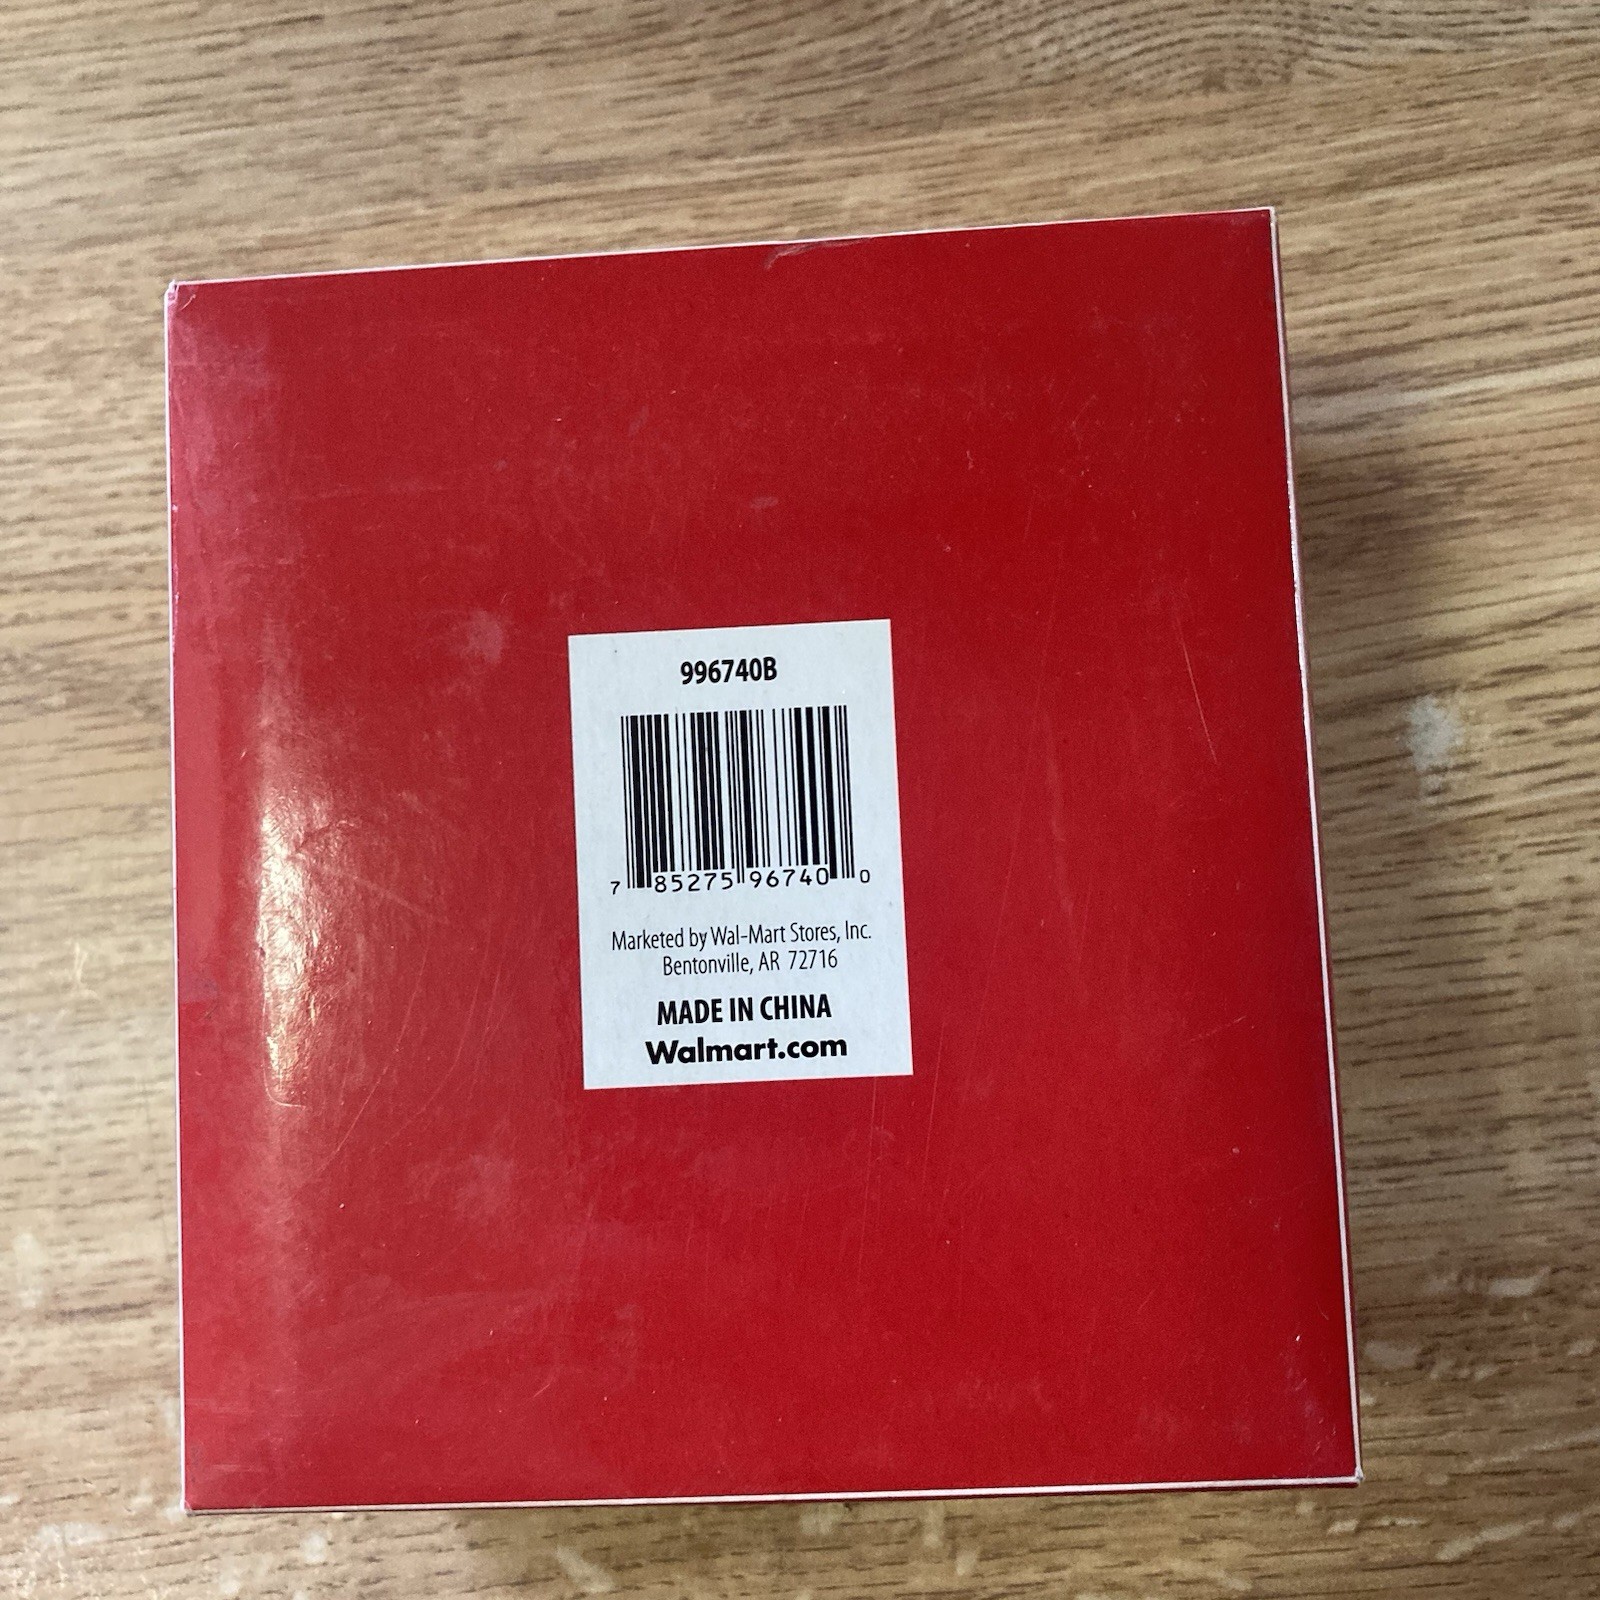 996740B
7 85275 96740 0
Marketed by Wal-Mart Stores, Inc.
Bentonville, AR 72716
MADE IN CHINA
Walmart.com